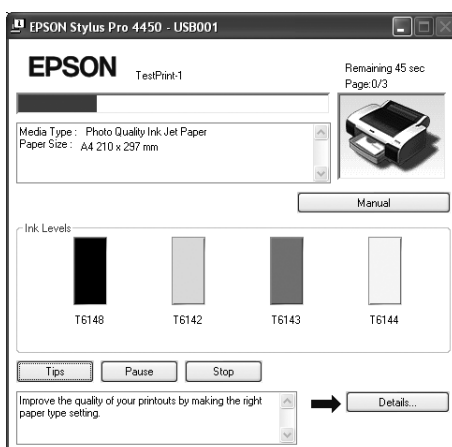 EPSON Stylus Pro 4450 - USB001
EPSON
TestPrint-1
Remaining 45 sec
Page:0/3
Media Type : Photo Quality Ink Jet Paper
Paper Size : A4 210 x 297 mm
Manual
Ink Levels
T6148 T6142 T6143 T6144
Tips Pause Stop
Improve the quality of your printouts by making the right
paper type setting.
Details...